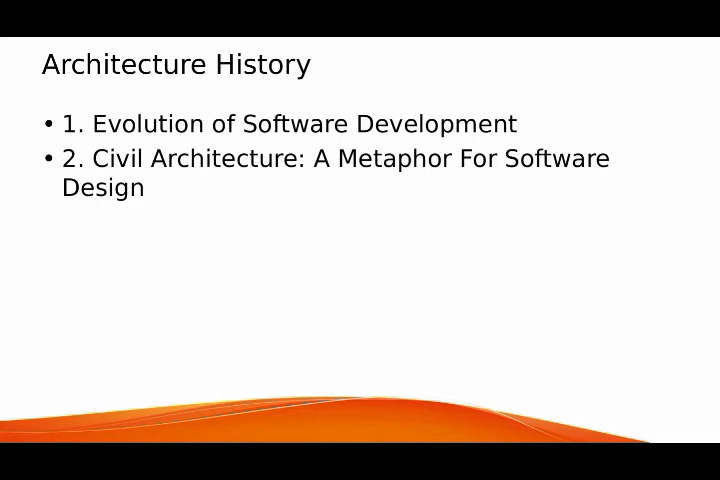 Architecture History
• 1. Evolution of Software Development
• 2. Civil Architecture: A Metaphor For Software
Design